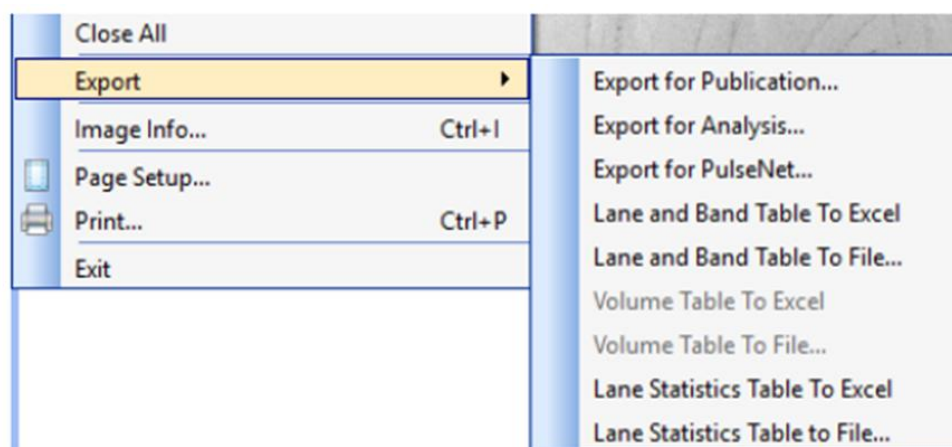 Close All
Export
Image Info... Ctrl+I
Page Setup...
Print... Ctrl+P
Exit
Export for Publication...
Export for Analysis...
Export for PulseNet...
Lane and Band Table To Excel
Lane and Band Table To File...
Volume Table To Excel
Volume Table To File...
Lane Statistics Table To Excel
Lane Statistics Table to File...